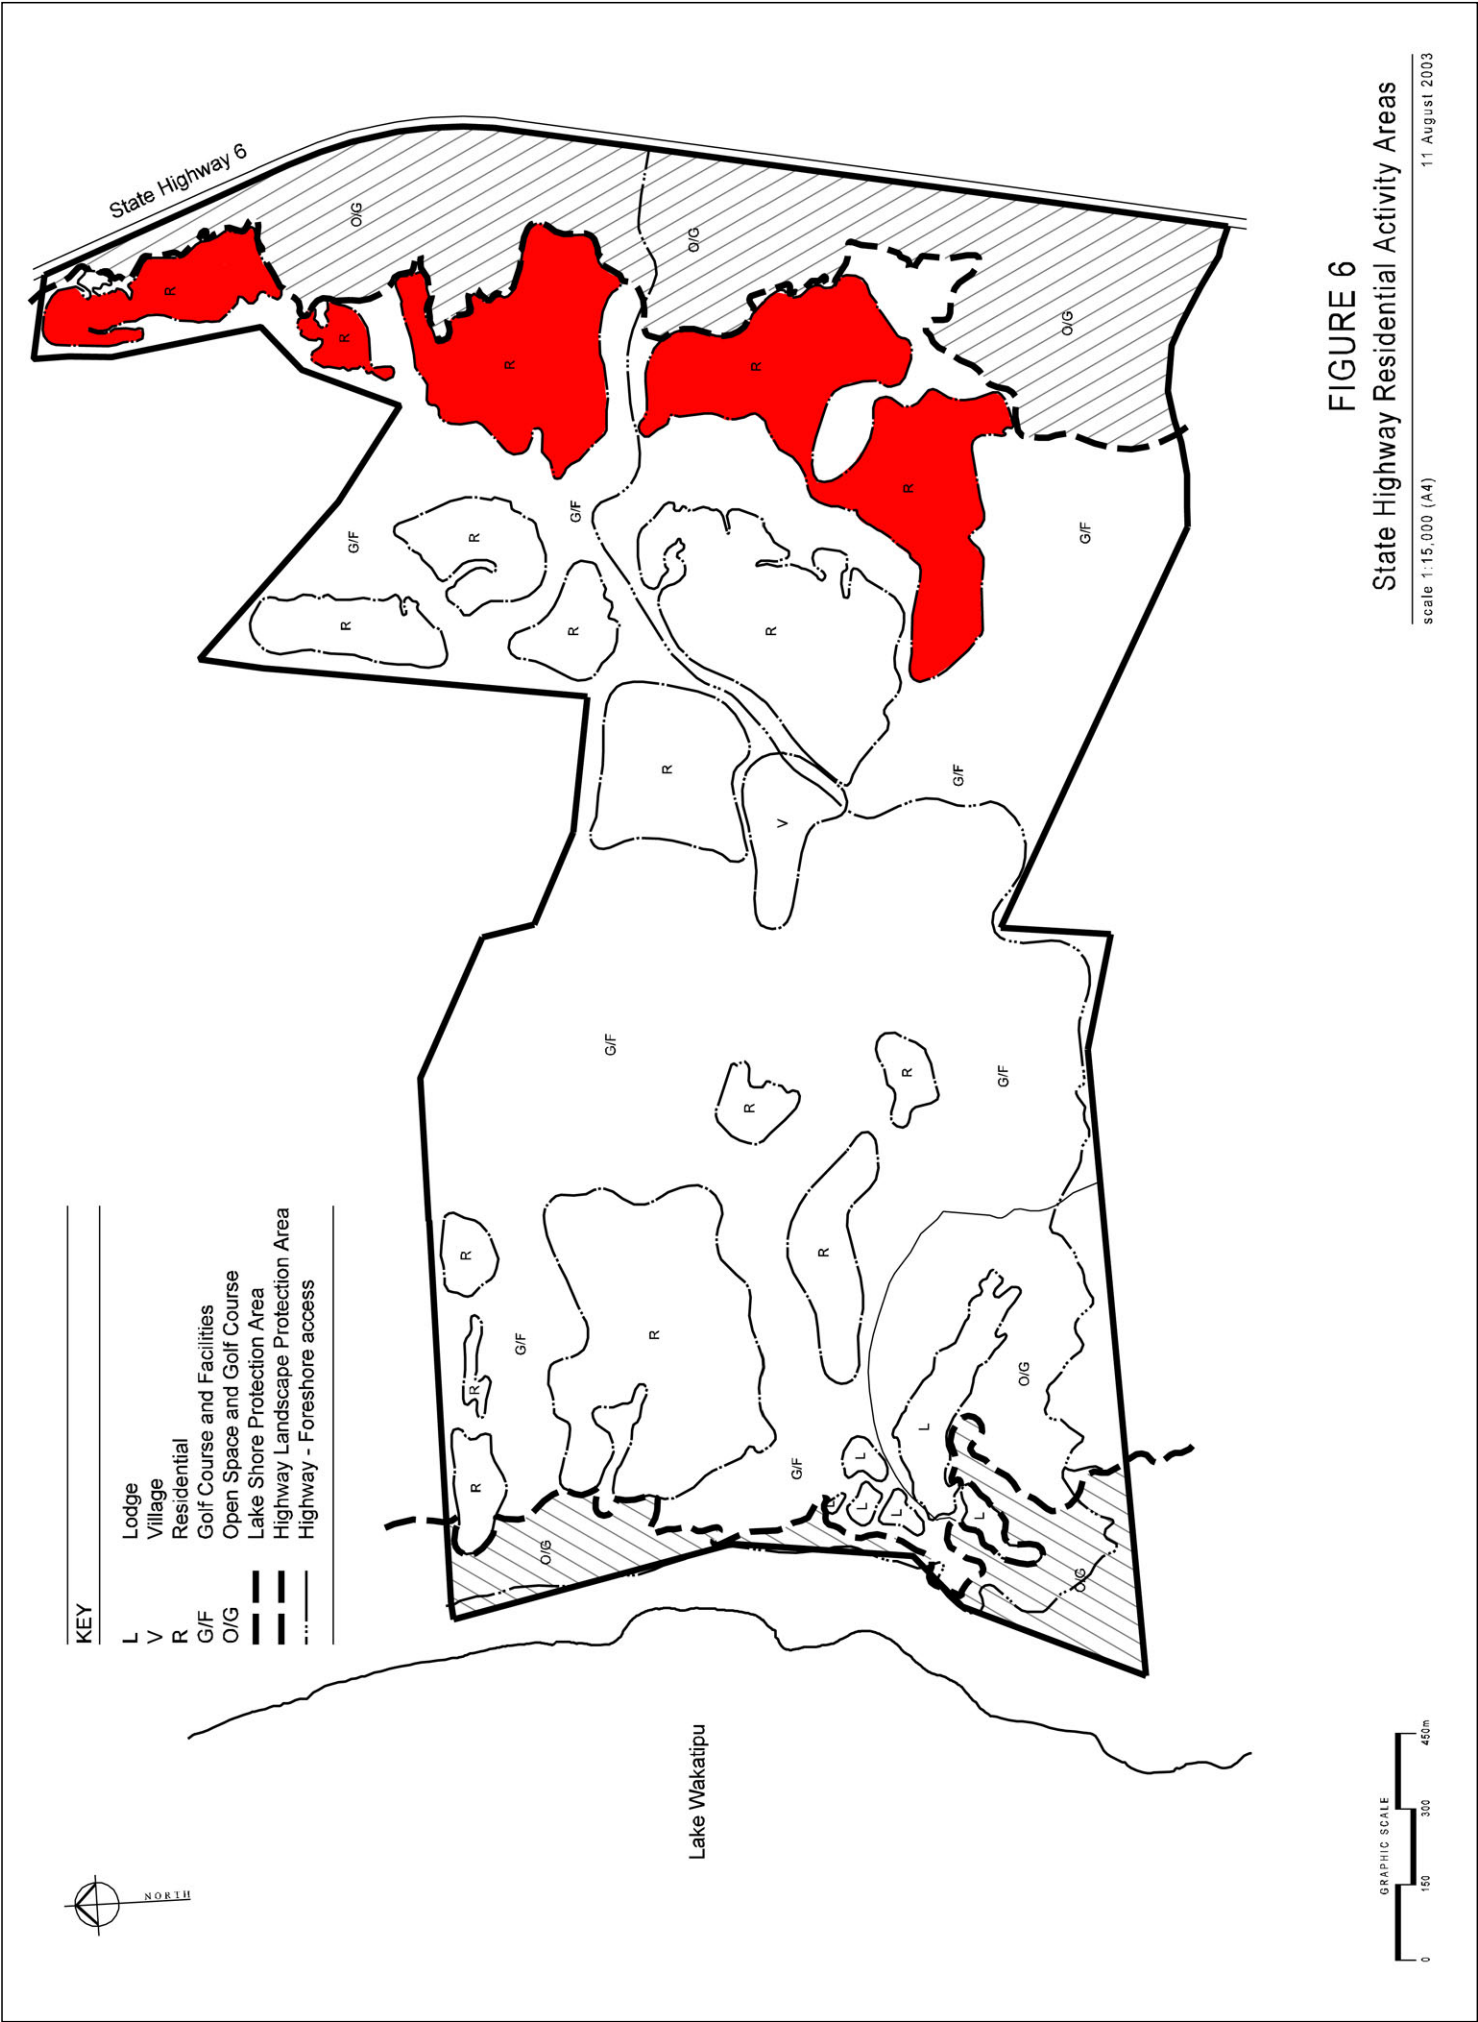 KEY
L Lodge
V Village
R Residential
G/F Golf Course and Facilities
O/G Open Space and Golf Course
Lake Shore Protection Area
Highway Landscape Protection Area
Highway - Foreshore access
NORTH
State Highway 6
R
O/G
R
R
O/G
R
O/G
R
G/F
R
G/F
R
R
R
G/F
R
V
G/F
G/F
R
R
G/F
R
R
G/F
R
R
R
O/G
G/F
L
L
L
L
L
L
O/G
O/G
Lake Wakatipu
GRAPHIC SCALE
0 150 300 450m
FIGURE 6
State Highway Residential Activity Areas
scale 1:15,000 (A4) 11 August 2003